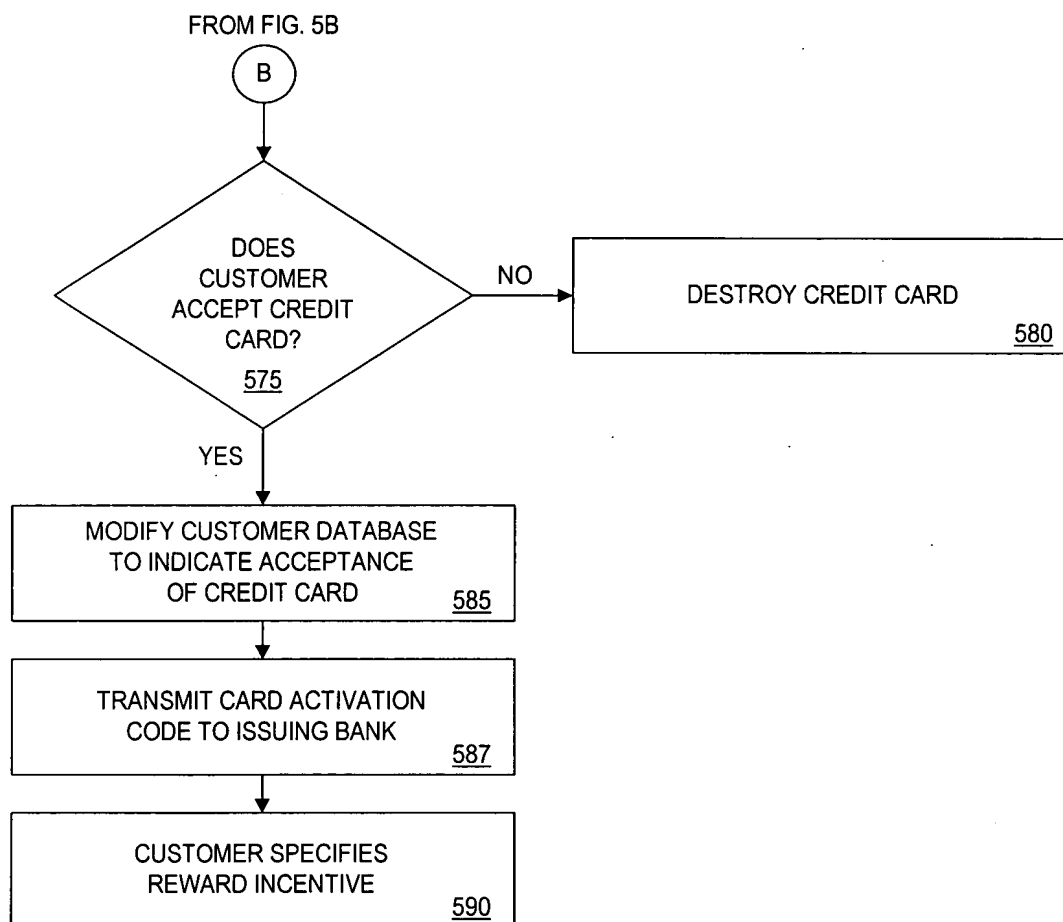 FROM FIG. 5B
B
DOES
CUSTOMER
ACCEPT CREDIT
CARD?
575
NO
DESTROY CREDIT CARD
580
YES
MODIFY CUSTOMER DATABASE
TO INDICATE ACCEPTANCE
OF CREDIT CARD
585
TRANSMIT CARD ACTIVATION
CODE TO ISSUING BANK
587
CUSTOMER SPECIFIES
REWARD INCENTIVE
590